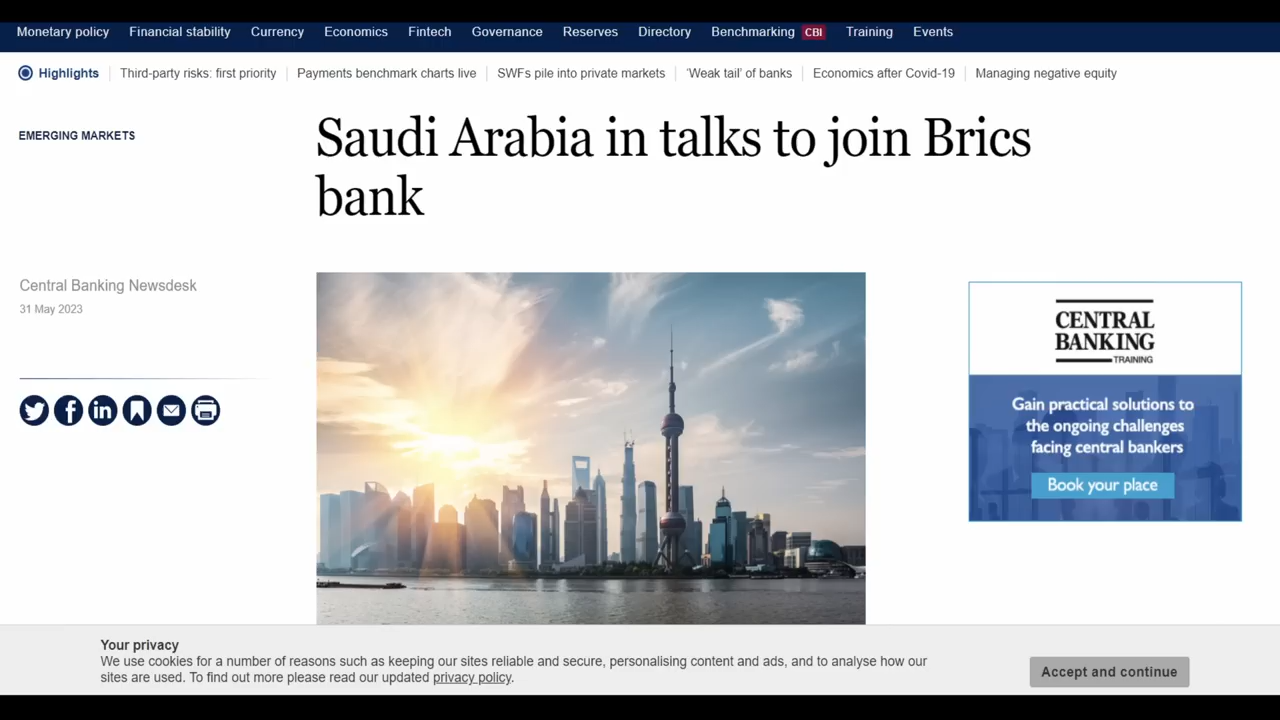 Monetary policy Financial stability Currency Economics Fintech Governance Reserves Directory Benchmarking CBI Training Events
Highlights Third-party risks: first priority Payments benchmark charts live SWFs pile into private markets 'Weak tail' of banks Economics after Covid-19 Managing negative equity
EMERGING MARKETS
Saudi Arabia in talks to join Brics
bank
Central Banking Newsdesk
31 May 2023
CENTRAL
BANKING
TRAINING
Gain practical solutions to
the ongoing challenges
facing central bankers
Book your place
Your privacy
We use cookies for a number of reasons such as keeping our sites reliable and secure, personalising content and ads, and to analyse how our
sites are used. To find out more please read our updated privacy policy.
Accept and continue